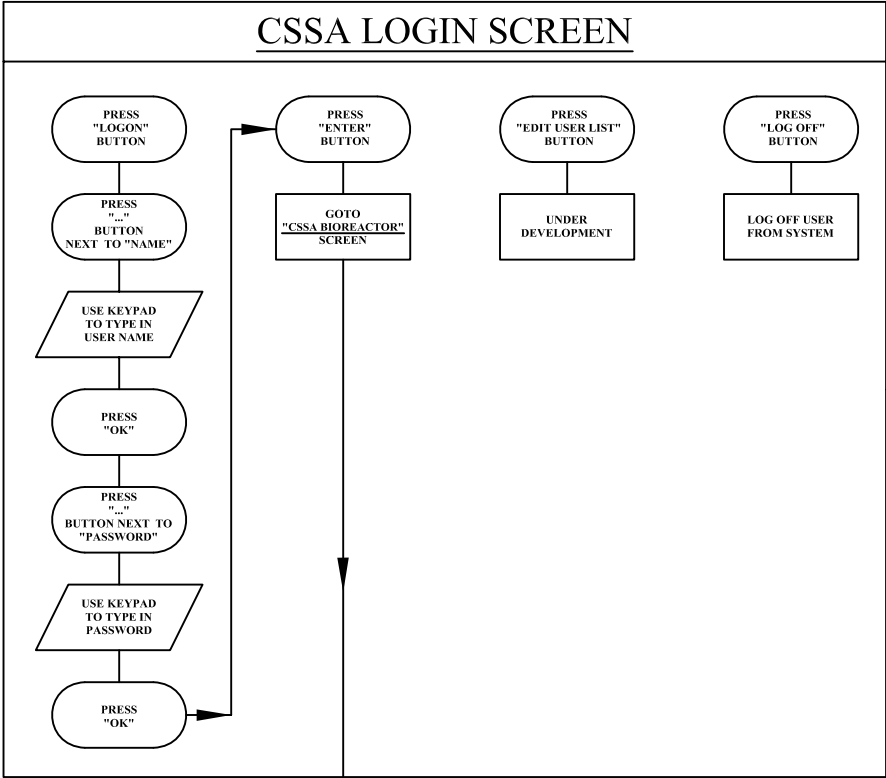 CSSA LOGIN SCREEN
PRESS
"LOGON"
BUTTON
PRESS
"..."
BUTTON
NEXT TO "NAME"
USE KEYPAD
TO TYPE IN
USER NAME
PRESS
"OK"
PRESS
"..."
BUTTON NEXT TO
"PASSWORD"
USE KEYPAD
TO TYPE IN
PASSWORD
PRESS
"OK"
PRESS
"ENTER"
BUTTON
GOTO
"CSSA BIOREACTOR"
SCREEN
PRESS
"EDIT USER LIST"
BUTTON
UNDER
DEVELOPMENT
PRESS
"LOG OFF"
BUTTON
LOG OFF USER
FROM SYSTEM